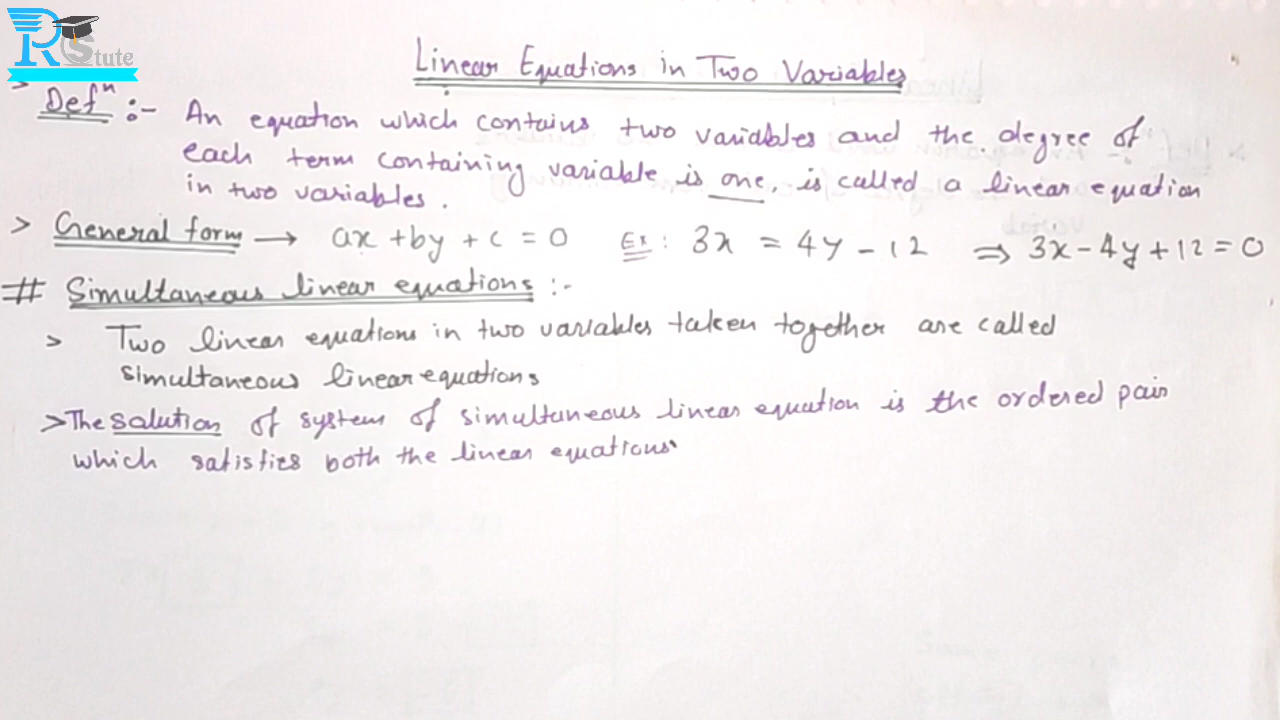 RStute
Linear Equations in Two Variables
> Defⁿ :- An equation which contains two variables and the degree of
each term containing variable is one, is called a linear equation
in two variables.
> General form → ax + by + c = 0 Ex: 3x = 4y - 12 ⇒ 3x - 4y + 12 = 0
# Simultaneous linear equations :-
> Two linear equations in two variables taken together are called
simultaneous linear equations
> The solution of system of simultaneous linear equation is the ordered pair
which satisfies both the linear equations.